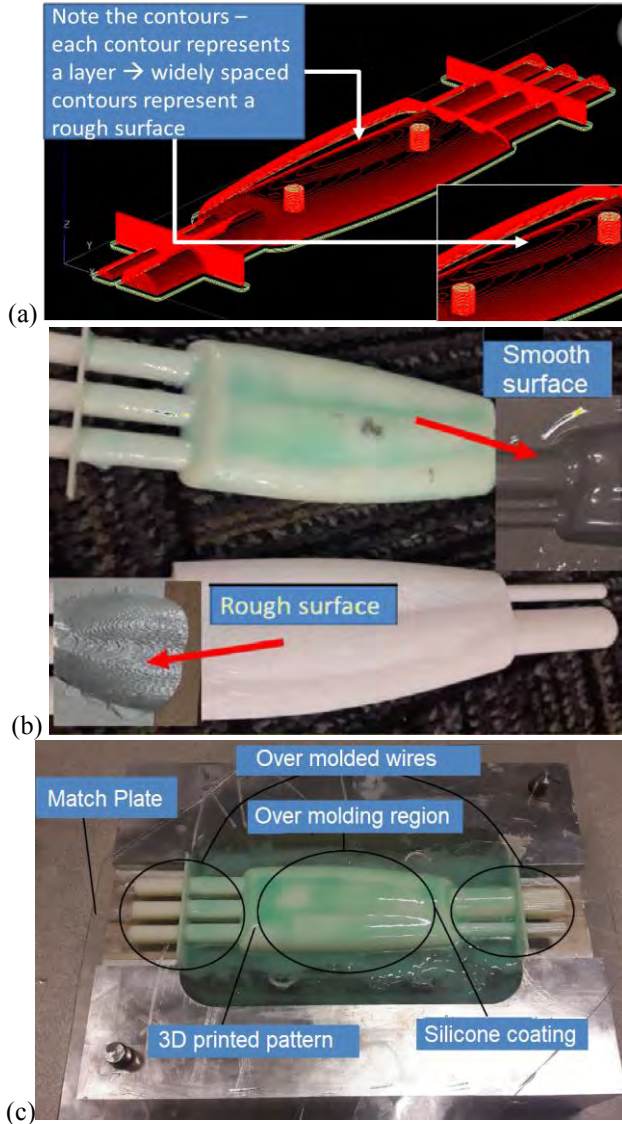 Note the contours –
each contour represents
a layer → widely spaced
contours represent a
rough surface
Z
Y
X
(a)
Smooth
surface
Rough surface
(b)
Over molded wires
Match Plate
Over molding region
3D printed pattern
Silicone coating
(c)